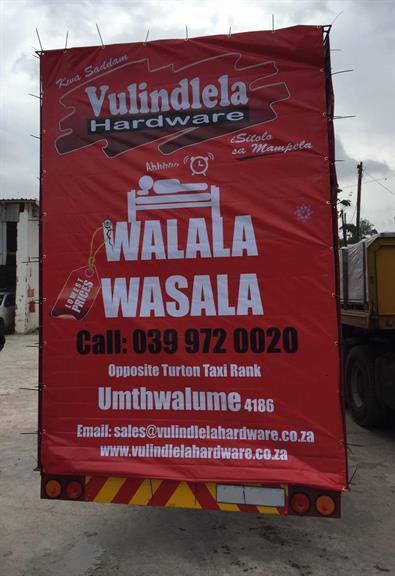 Kwa Saddam
Vulindlela
Hardware
iSitolo
sa Mampela
Ahhhhh
WALALA
LOWEST
PRICES
WASALA
Call: 039 972 0020
Opposite Turton Taxi Rank
Umthwalume 4186
Email: sales@vulindlelahardware.co.za
www.vulindlelahardware.co.za